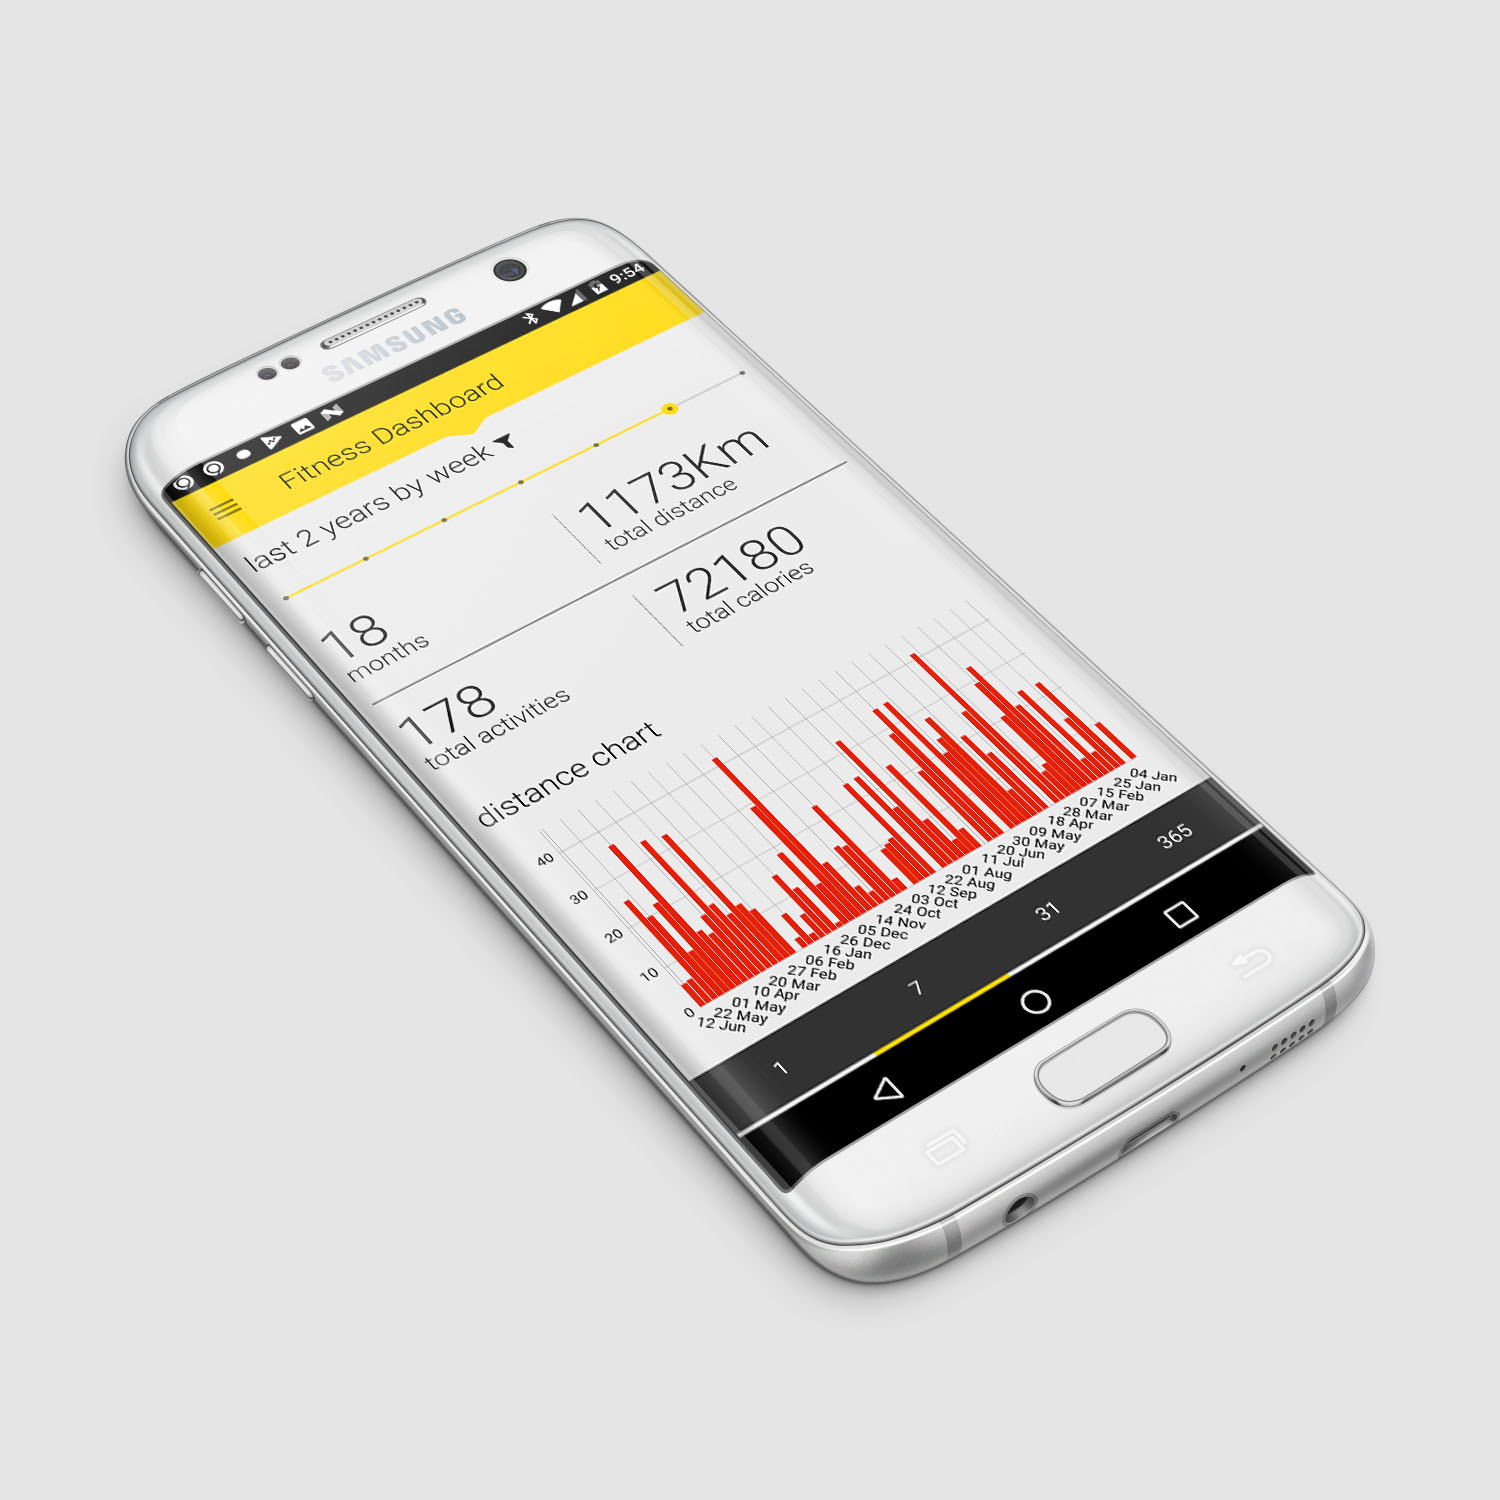 SAMSUNG
9:54
Fitness Dashboard
last 2 years by week
18
months
1173Km
total distance
178
total activities
72180
total calories
distance chart
40
30
20
10
0
12 Jun
22 May
01 May
10 Apr
20 Mar
27 Feb
06 Feb
16 Jan
26 Dec
05 Dec
14 Nov
24 Oct
03 Oct
12 Sep
22 Aug
01 Aug
11 Jul
20 Jun
30 May
09 May
18 Apr
28 Mar
07 Mar
15 Feb
25 Jan
04 Jan
1
7
31
365